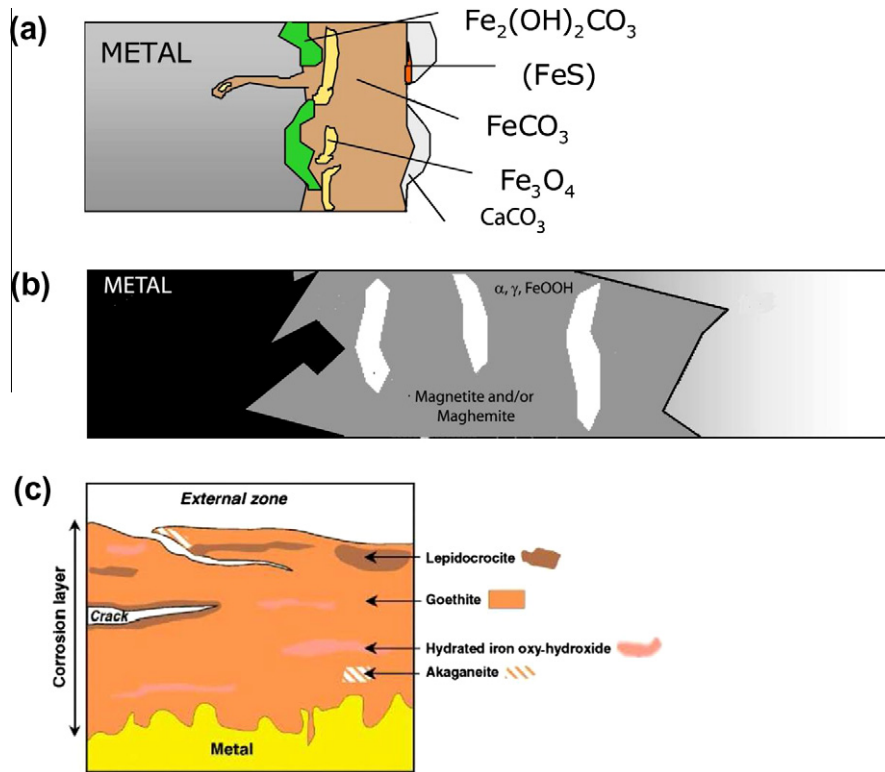 (a)
METAL
Fe₂(OH)₂CO₃
(FeS)
FeCO₃
Fe₃O₄
CaCO₃
(b)
METAL
α, γ, FeOOH
Magnetite and/or
Maghemite
(c)
External zone
Corrosion layer
Crack
Lepidocrocite
Goethite
Hydrated iron oxy-hydroxide
Akaganeite
Metal